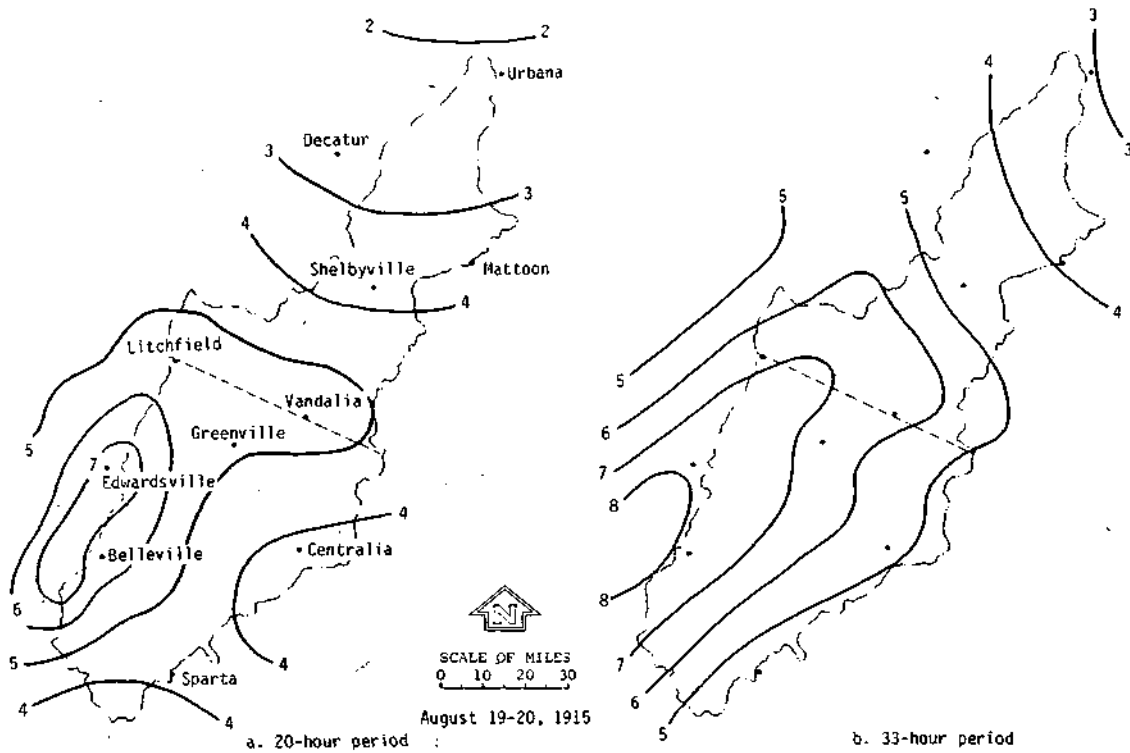 2 2
Urbana
Decatur
3
3
4
Shelbyville
Mattoon
4
Litchfield
Vandalia
Greenville
5
7
Edwardsville
4
Belleville
Centralia
6
5
4
Sparta
4
4
3
4
3
5
5
4
5
6
7
8
8
7
6
5
N
SCALE OF MILES
0 10 20 30
August 19-20, 1915
a. 20-hour period
b. 33-hour period